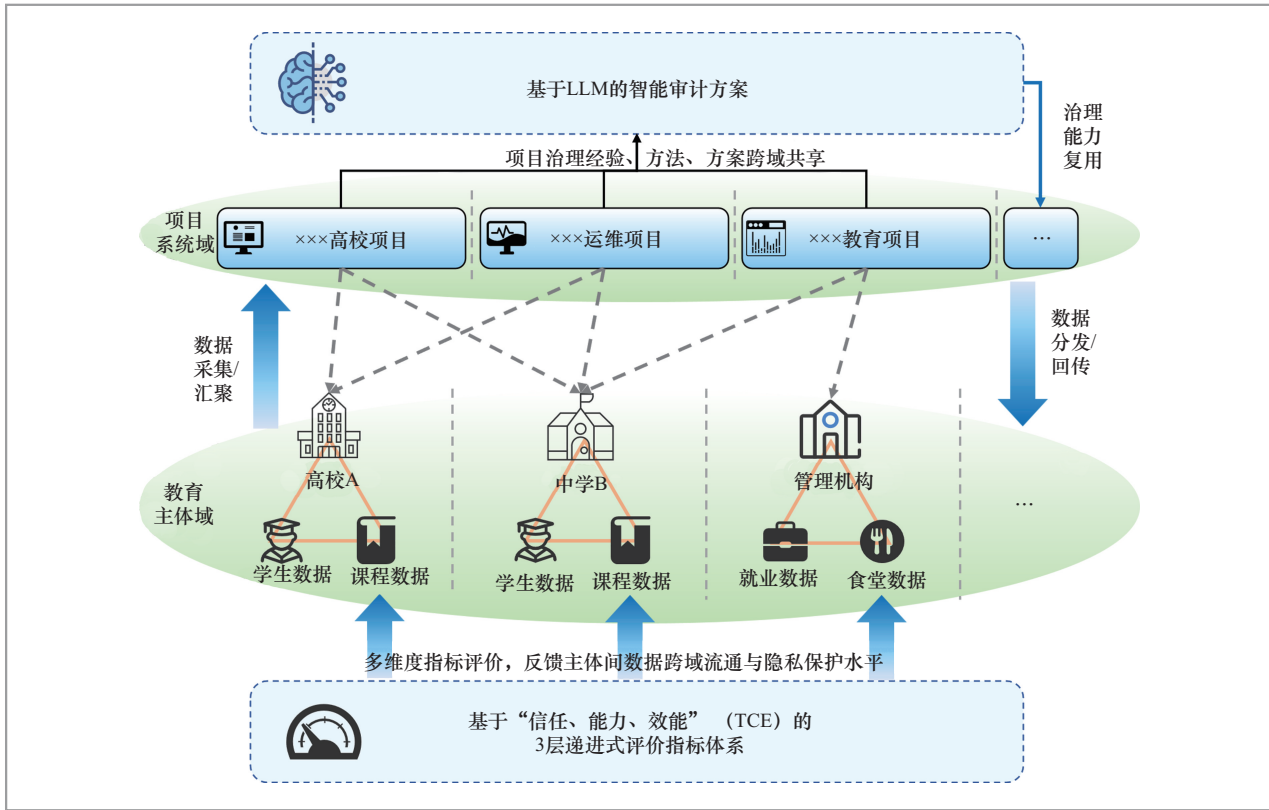 基于LLM的智能审计方案
治理
能力
复用
项目治理经验、方法、方案跨域共享
项目
系统域
×××高校项目
×××运维项目
×××教育项目
…
数据
采集/
汇聚
数据
分发/
回传
高校A
中学B
管理机构
教育
主体域
…
学生数据
课程数据
学生数据
课程数据
就业数据
食堂数据
多维度指标评价，反馈主体间数据跨域流通与隐私保护水平
基于“信任、能力、效能”（TCE）的
3层递进式评价指标体系